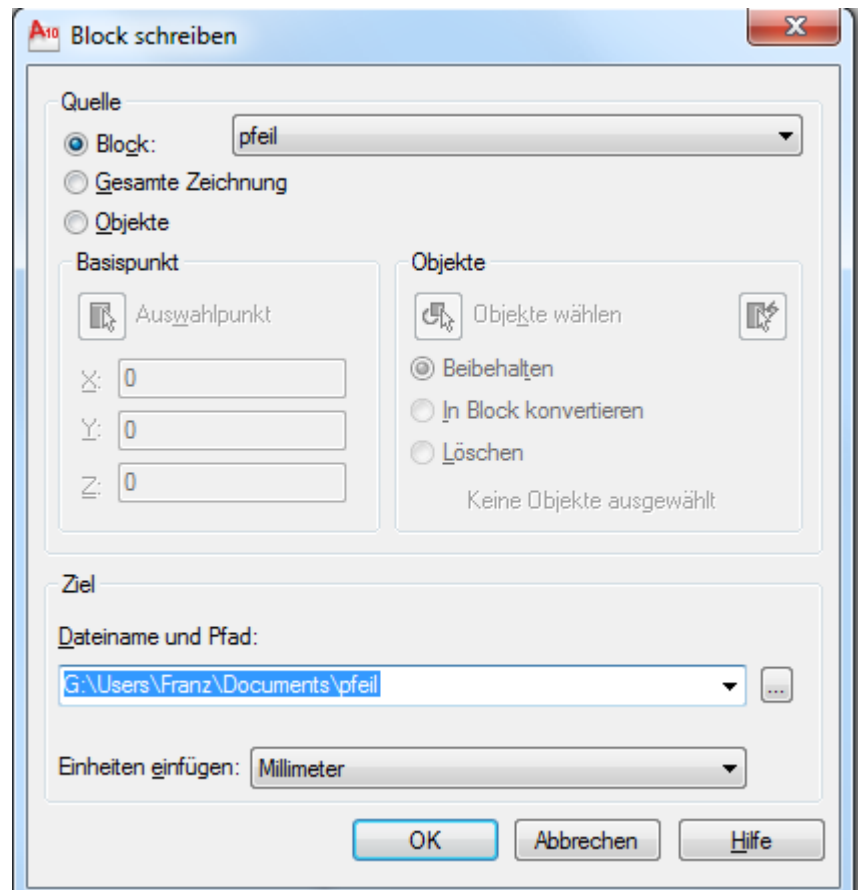 A10 Block schreiben
Quelle
Block: pfeil
Gesamte Zeichnung
Objekte
Basispunkt
Auswahlpunkt
X: 0
Y: 0
Z: 0
Objekte
Objekte wählen
Beibehalten
In Block konvertieren
Löschen
Keine Objekte ausgewählt
Ziel
Dateiname und Pfad:
G:\Users\Franz\Documents\pfeil
...
Einheiten einfügen: Millimeter
OK Abbrechen Hilfe